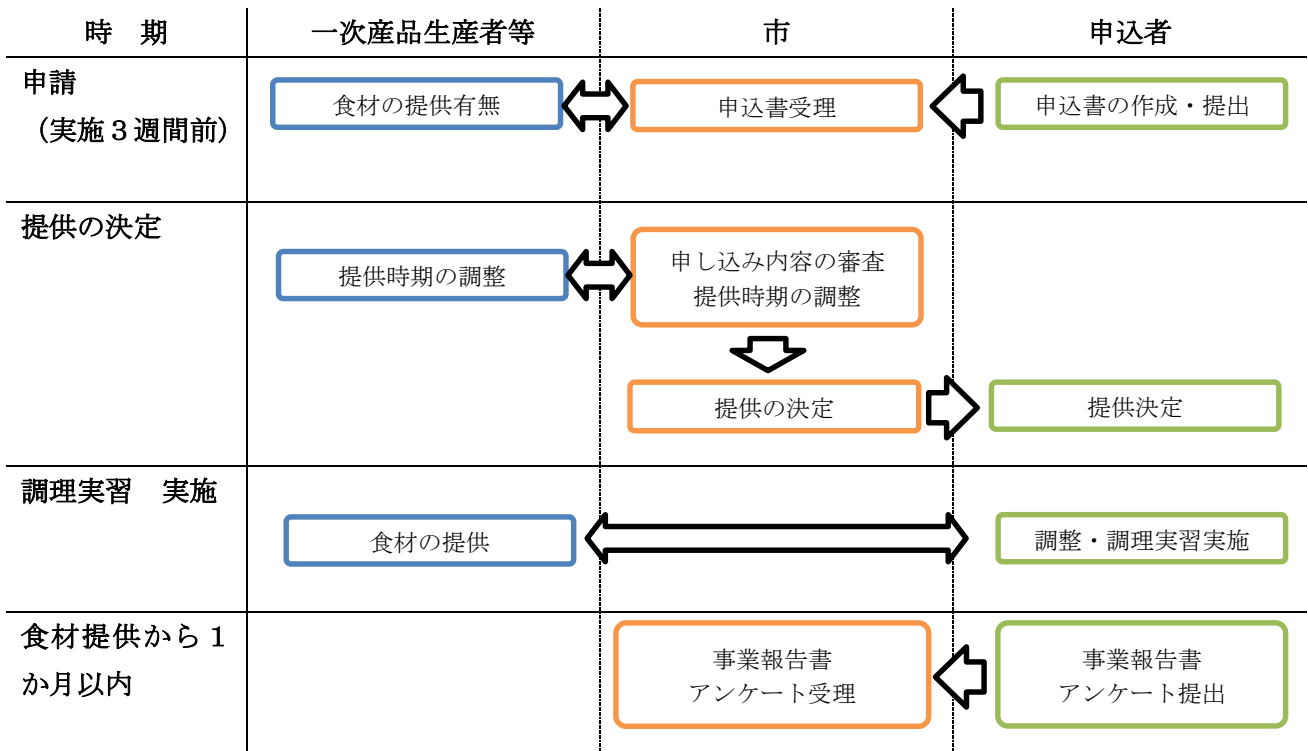 時　期
一次産品生産者等
市
申込者
申請
（実施３週間前）
食材の提供有無
申込書受理
申込書の作成・提出
提供の決定
提供時期の調整
申し込み内容の審査
提供時期の調整
提供の決定
提供決定
調理実習　実施
食材の提供
調整・調理実習実施
食材提供から１
か月以内
事業報告書
アンケート受理
事業報告書
アンケート提出